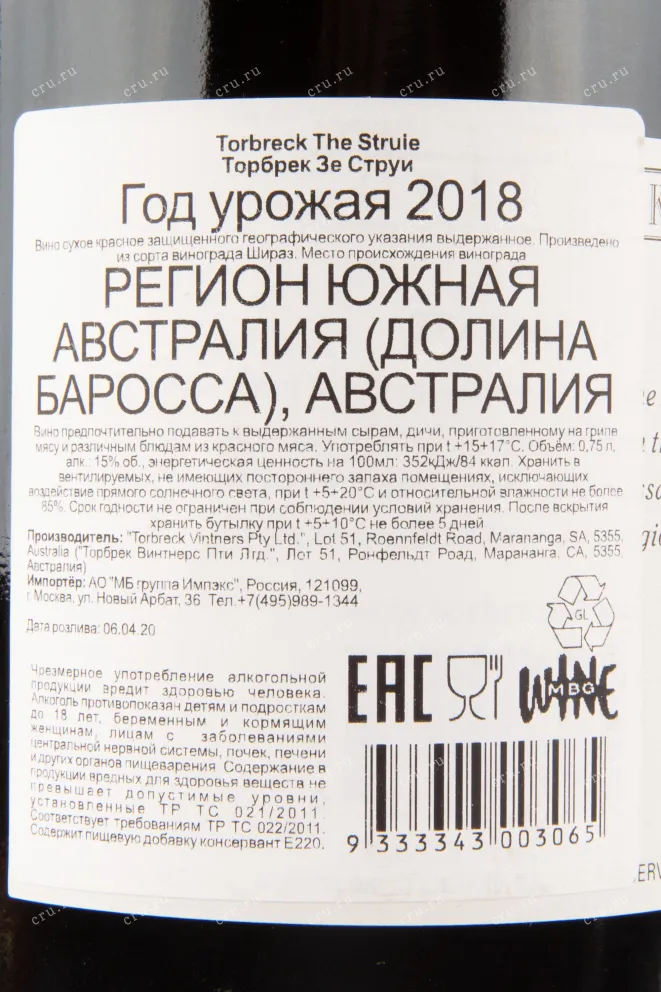 Torbreck The Struie
Торбрек Зе Струи
Год урожая 2018
Вино сухое красное защищенного географического указания выдержанное. Произведено
из сорта винограда Шираз. Место происхождения винограда
РЕГИОН ЮЖНАЯ
АВСТРАЛИЯ (ДОЛИНА
БАРОССА), АВСТРАЛИЯ
Вино предпочтительно подавать к выдержанным сырам, дичи, приготовленному на гриле
мясу и различным блюдам из красного мяса. Употреблять при t +15+17°С. Объём: 0,75 л,
алк.: 15% об., энергетическая ценность на 100мл: 352кДж/84 ккал. Хранить в
вентилируемых, не имеющих постороннего запаха помещениях, исключающих
воздействие прямого солнечного света, при t +5+20°С и относительной влажности не более
85%. Срок годности не ограничен при соблюдении условий хранения. После вскрытия
хранить бутылку при t +5+10°С не более 5 дней
Производитель: "Torbreck Vintners Pty Ltd.", Lot 51, Roennfeldt Road, Marananga, SA, 5355,
Australia ("Торбрек Винтнерс Пти Лтд.", Лот 51, Ронфельдт Роад, Марананга, СА, 5355,
Австралия)
Импортёр: АО "МБ группа Импэкс", Россия, 121099,
г. Москва, ул. Новый Арбат, 36 Тел.+7(495)989-1344
GL
Дата розлива: 06.04.20
Чрезмерное употребление алкогольной
продукции вредит здоровью человека.
Алкоголь противопоказан детям и подросткам
до 18 лет, беременным и кормящим
женщинам, лицам с заболеваниями
центральной нервной системы, почек, печени
и других органов пищеварения. Содержание в
продукции вредных для здоровья веществ не
превышает допустимые уровни,
установленные ТР ТС 021/2011.
Соответствует требованиям ТР ТС 022/2011.
Содержит пищевую добавку консервант Е220.
EAC
WINE
MBG
9 333343 003065
cru.ru